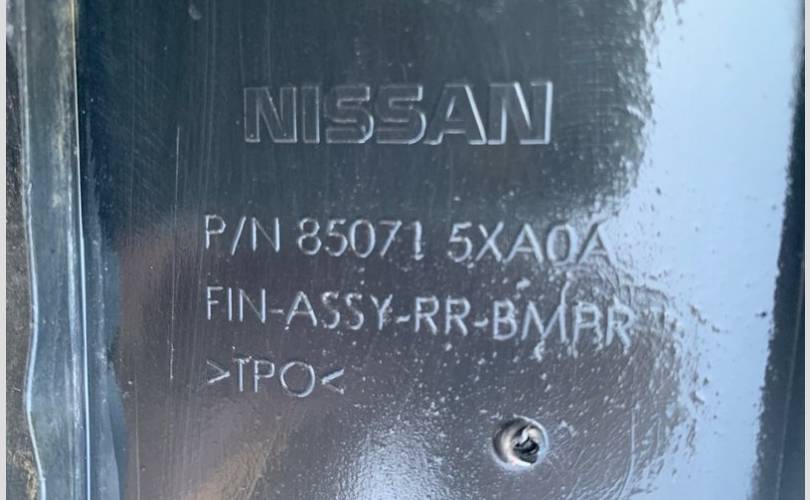 NISSAN
P/N 85071 5XA0A
FIN-ASSY-RR-BMPR
>TPO<